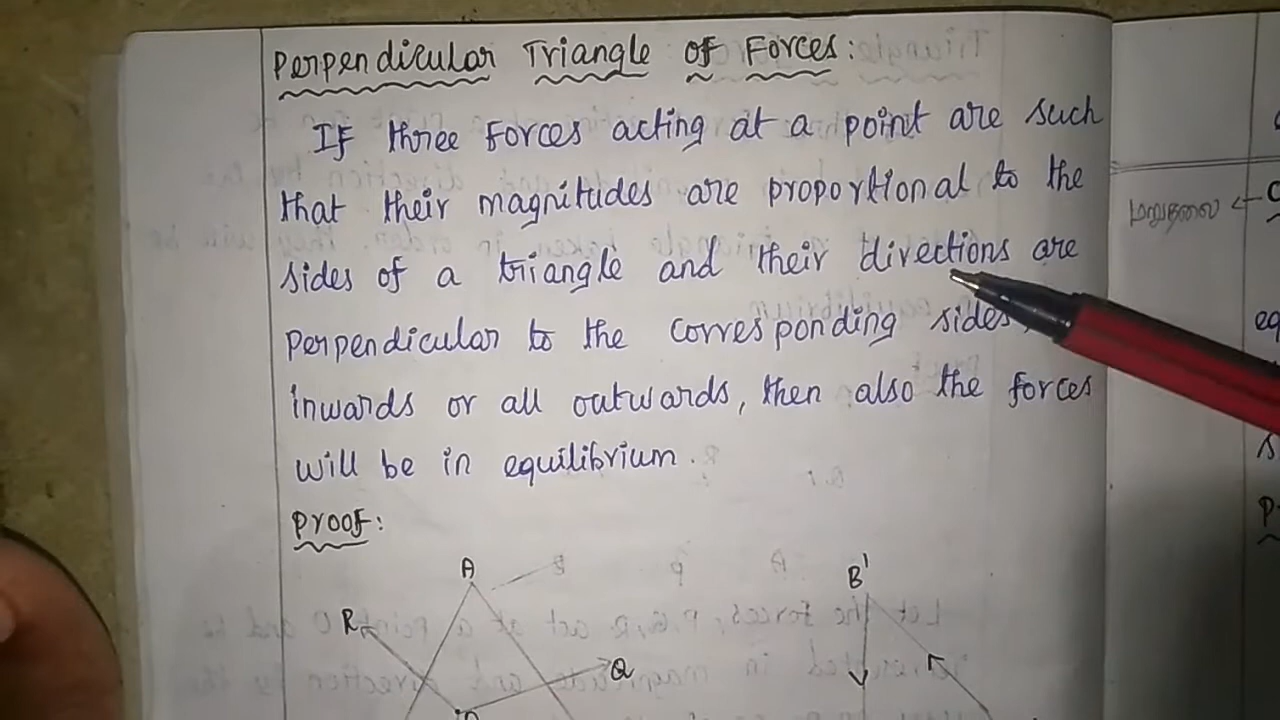 Perpendicular Triangle of Forces:
If three forces acting at a point are such
that their magnitudes are proportional to the
sides of a triangle and their directions are
perpendicular to the corresponding sides,
inwards or all outwards, then also the forces
will be in equilibrium.
Proof:
A
B'
R
Q
மறுதலை